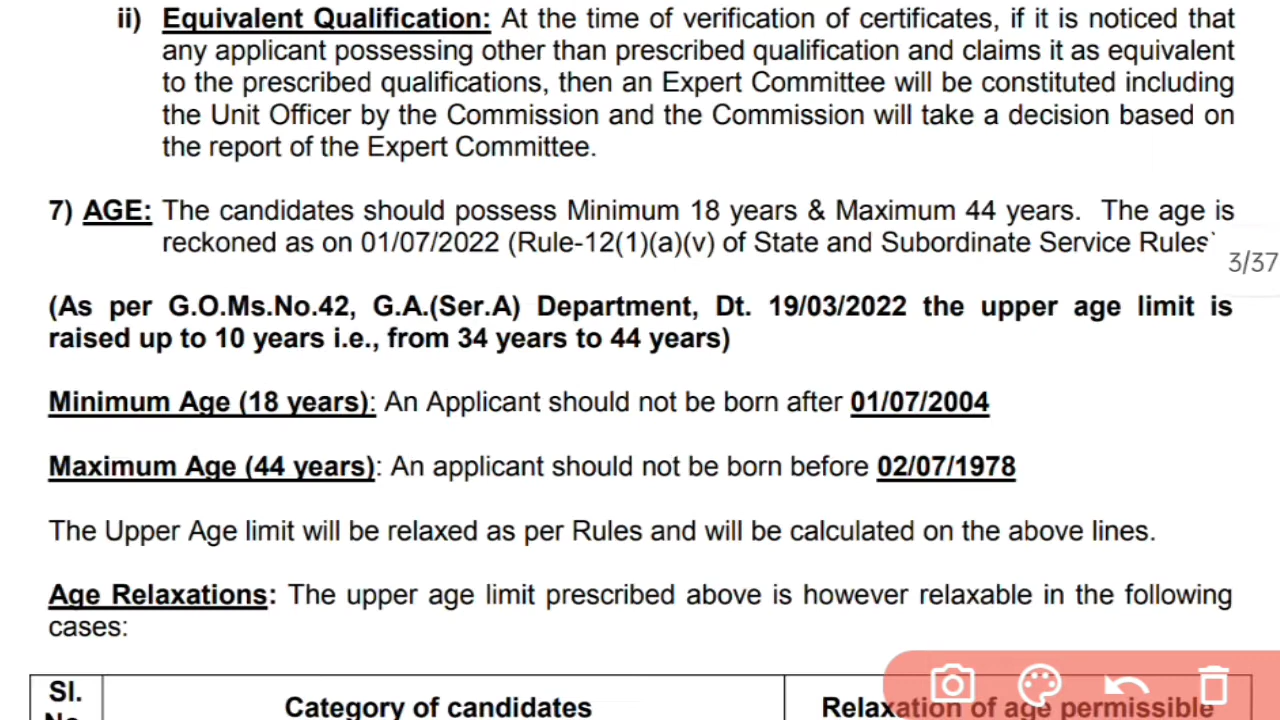 ii) Equivalent Qualification: At the time of verification of certificates, if it is noticed that
any applicant possessing other than prescribed qualification and claims it as equivalent
to the prescribed qualifications, then an Expert Committee will be constituted including
the Unit Officer by the Commission and the Commission will take a decision based on
the report of the Expert Committee.
7) AGE: The candidates should possess Minimum 18 years & Maximum 44 years. The age is
reckoned as on 01/07/2022 (Rule-12(1)(a)(v) of State and Subordinate Service Rules
3/37
(As per G.O.Ms.No.42, G.A.(Ser.A) Department, Dt. 19/03/2022 the upper age limit is
raised up to 10 years i.e., from 34 years to 44 years)
Minimum Age (18 years): An Applicant should not be born after 01/07/2004
Maximum Age (44 years): An applicant should not be born before 02/07/1978
The Upper Age limit will be relaxed as per Rules and will be calculated on the above lines.
Age Relaxations: The upper age limit prescribed above is however relaxable in the following
cases:
Sl.
No.
Category of candidates
Relaxation of age permissible